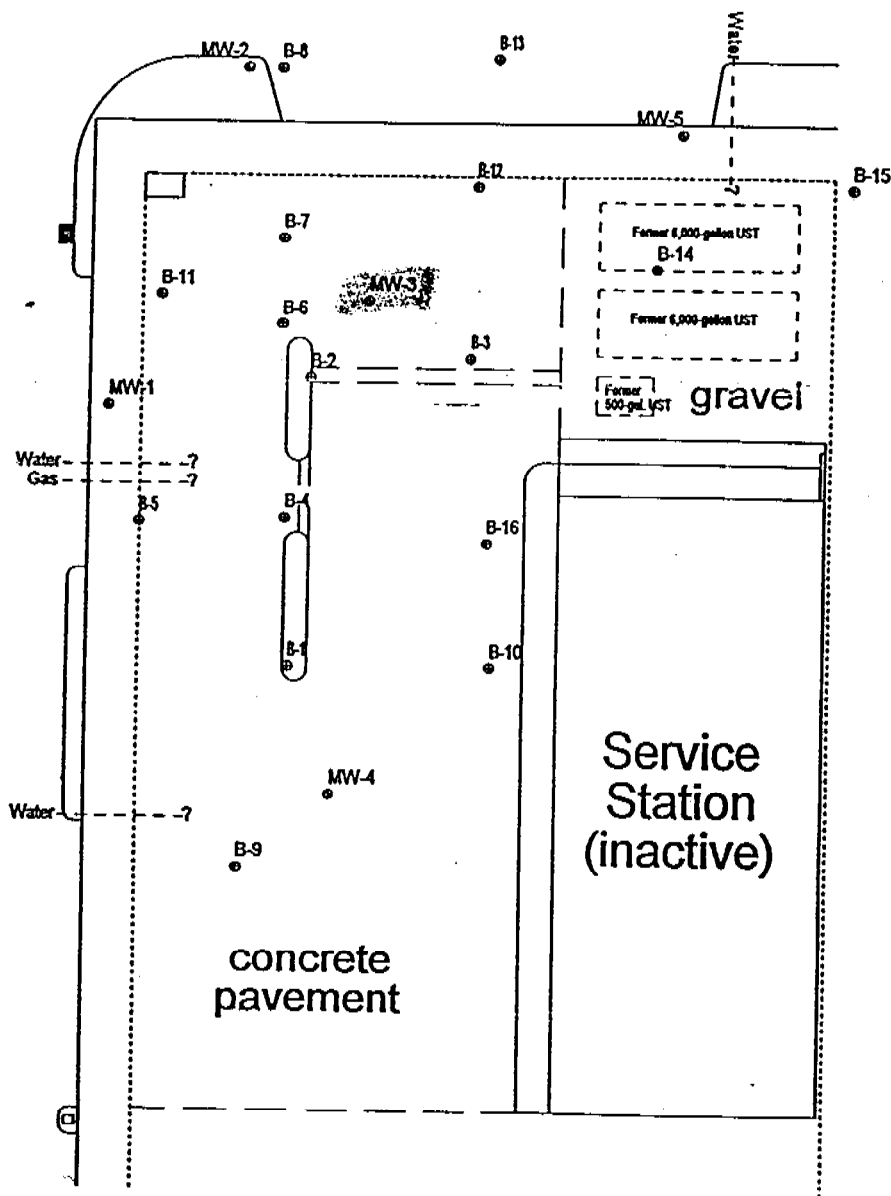 MW-2
B-8
B-13
Water
MW-5
B-12
?
B-15
B-7
Former 6,000-gallon UST
B-14
B-11
MW-3
B-6
Former 6,000-gallon UST
B-3
B-2
Former
500-gal. UST
gravel
MW-1
Water
?
Gas
?
B-5
B-4
B-16
B-1
B-10
Service
Station
(inactive)
MW-4
Water
?
B-9
concrete
pavement